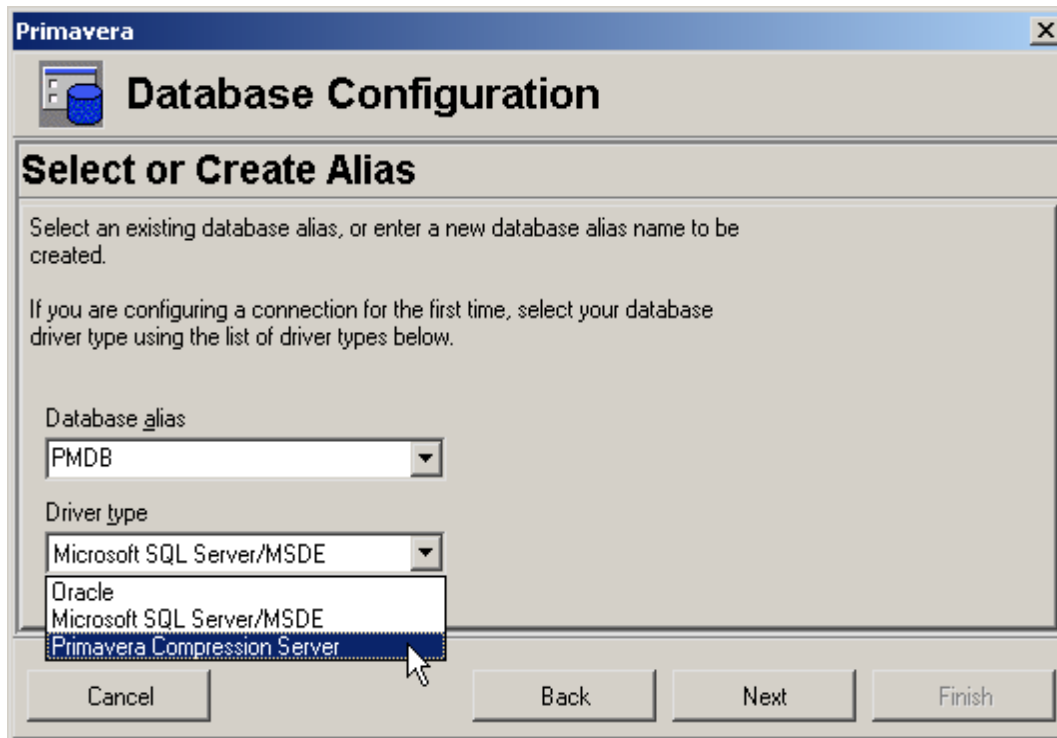 Primavera
Database Configuration
Select or Create Alias
Select an existing database alias, or enter a new database alias name to be
created.
If you are configuring a connection for the first time, select your database
driver type using the list of driver types below.
Database alias
PMDB
Driver type
Microsoft SQL Server/MSDE
Oracle
Microsoft SQL Server/MSDE
Primavera Compression Server
Cancel
Back
Next
Finish